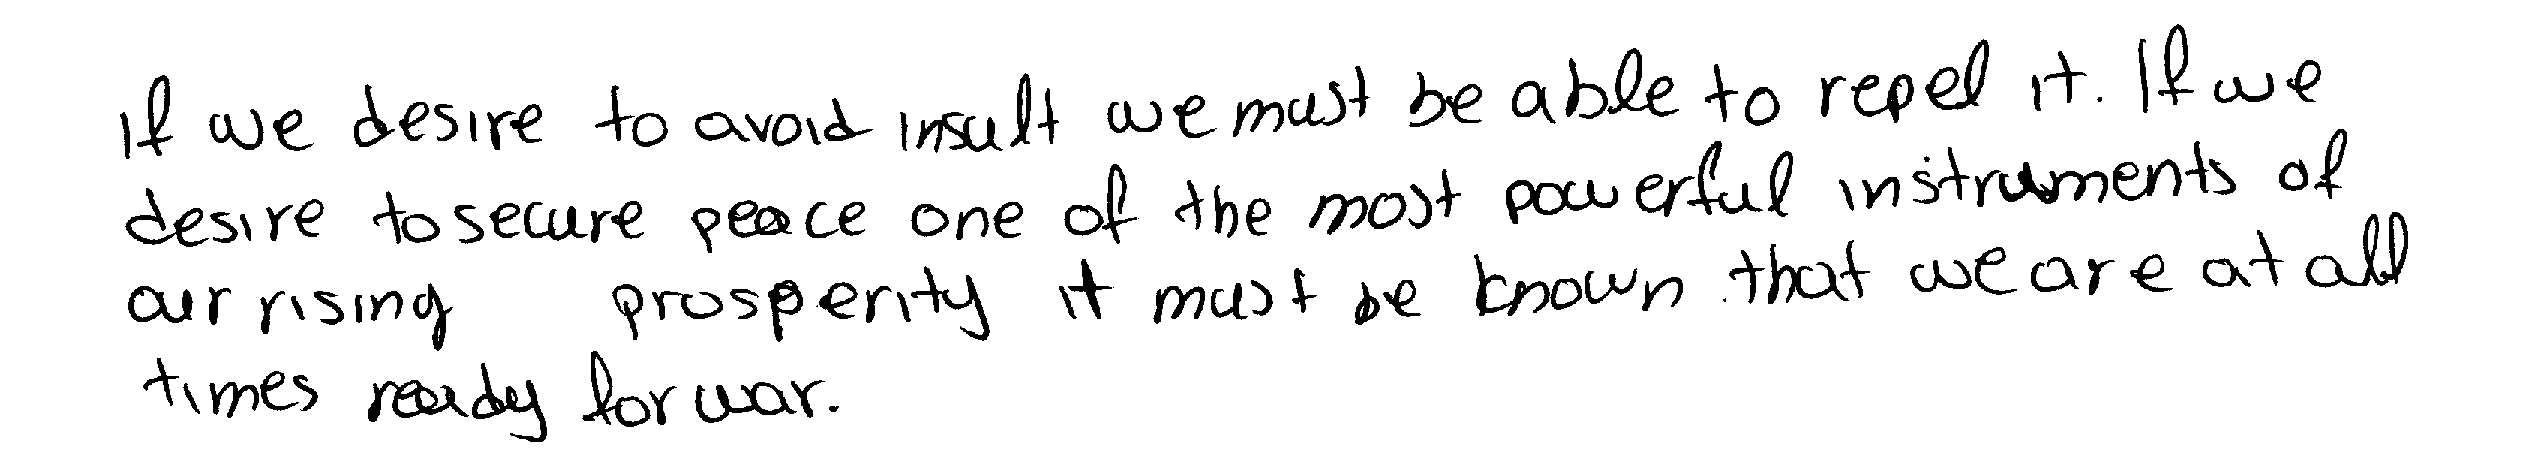 If we desire to avoid insult we must be able to repel it. If we
desire to secure peace one of the most powerful instruments of
our rising prosperity it must be known that we are at all
times ready for war.